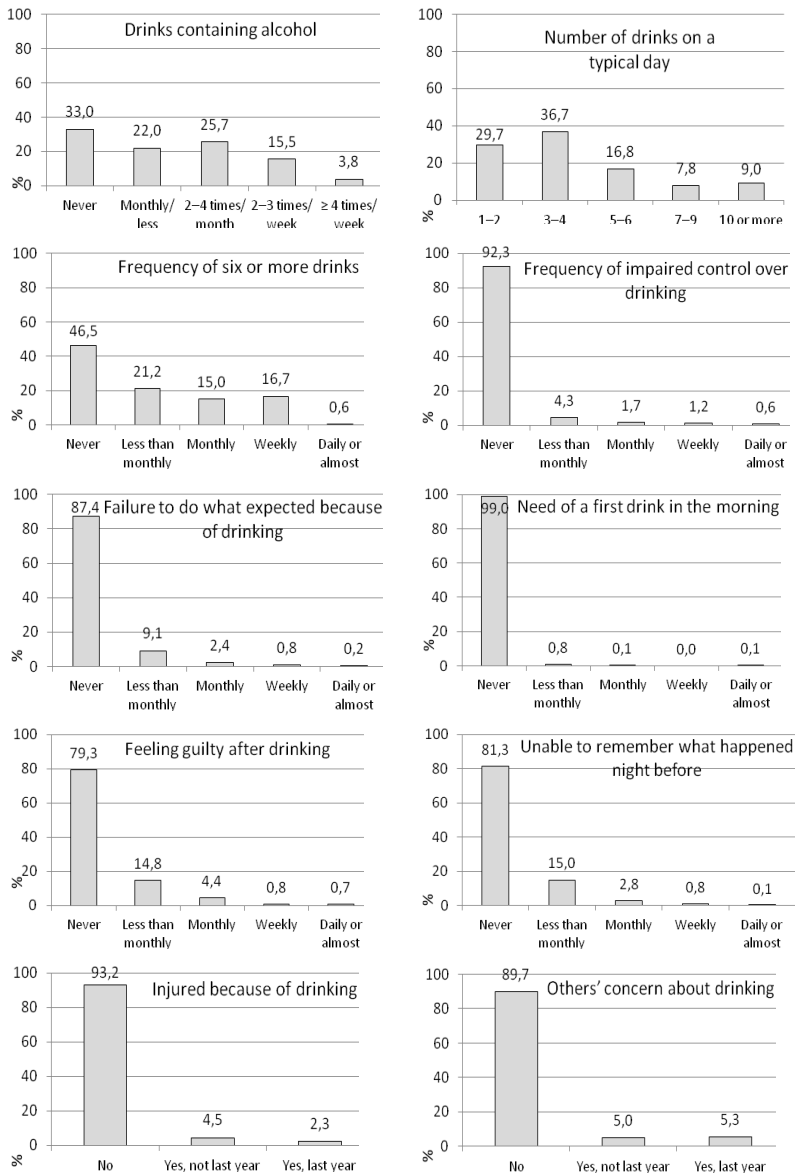 Drinks containing alcohol
100
80
60
40
20
0
%
33,0
22,0
25,7
15,5
3,8
Never
Monthly/
less
2–4 times/
month
2–3 times/
week
≥ 4 times/
week
Number of drinks on a
typical day
100
80
60
40
20
0
%
29,7
36,7
16,8
7,8
9,0
1–2
3–4
5–6
7–9
10 or more
Frequency of six or more drinks
100
80
60
40
20
0
%
46,5
21,2
15,0
16,7
0,6
Never
Less than
monthly
Monthly
Weekly
Daily or
almost
Frequency of impaired control over
drinking
100
80
60
40
20
0
%
92,3
4,3
1,7
1,2
0,6
Never
Less than
monthly
Monthly
Weekly
Daily or
almost
Failure to do what expected because
of drinking
100
80
60
40
20
0
%
87,4
9,1
2,4
0,8
0,2
Never
Less than
monthly
Monthly
Weekly
Daily or
almost
Need of a first drink in the morning
100
80
60
40
20
0
%
99,0
0,8
0,1
0,0
0,1
Never
Less than
monthly
Monthly
Weekly
Daily or
almost
Feeling guilty after drinking
100
80
60
40
20
0
%
79,3
14,8
4,4
0,8
0,7
Never
Less than
monthly
Monthly
Weekly
Daily or
almost
Unable to remember what happened
night before
100
80
60
40
20
0
%
81,3
15,0
2,8
0,8
0,1
Never
Less than
monthly
Monthly
Weekly
Daily or
almost
Injured because of drinking
100
80
60
40
20
0
%
93,2
4,5
2,3
No
Yes, not last year
Yes, last year
Others’ concern about drinking
100
80
60
40
20
0
%
89,7
5,0
5,3
No
Yes, not last year
Yes, last year